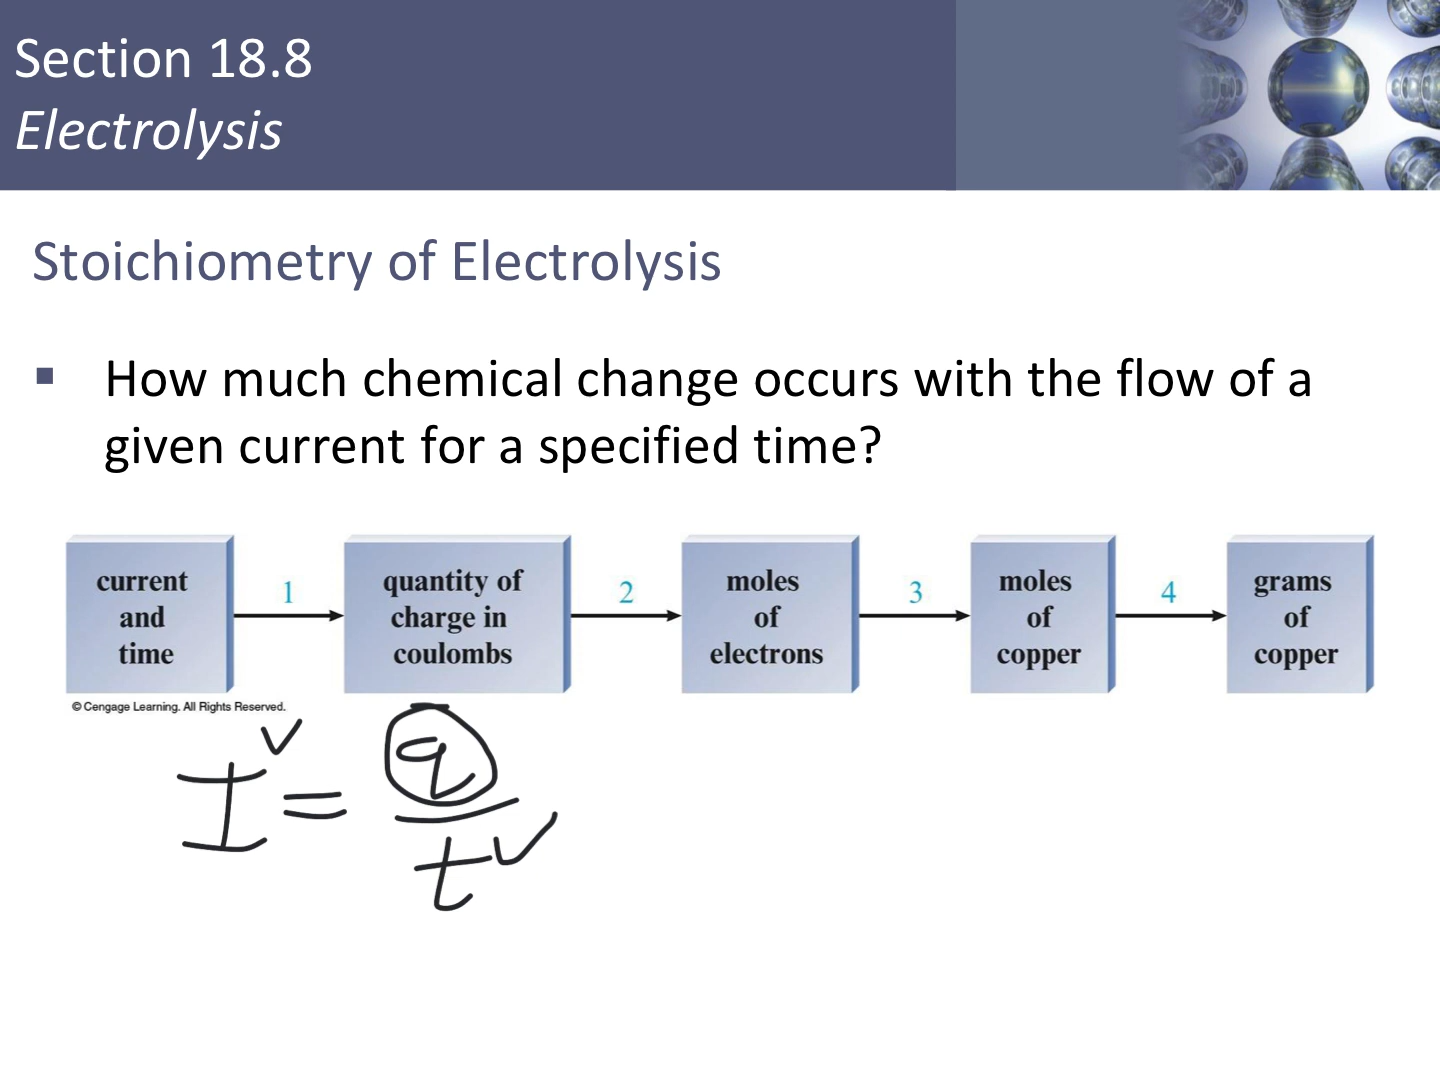 Section 18.8
Electrolysis
Stoichiometry of Electrolysis
▪ How much chemical change occurs with the flow of a
given current for a specified time?
current
and
time
1
quantity of
charge in
coulombs
2
moles
of
electrons
3
moles
of
copper
4
grams
of
copper
© Cengage Learning. All Rights Reserved.
I ✓ = q / t ✓